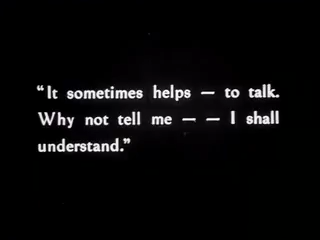 “It sometimes helps — to talk.
Why not tell me — — I shall
understand.”